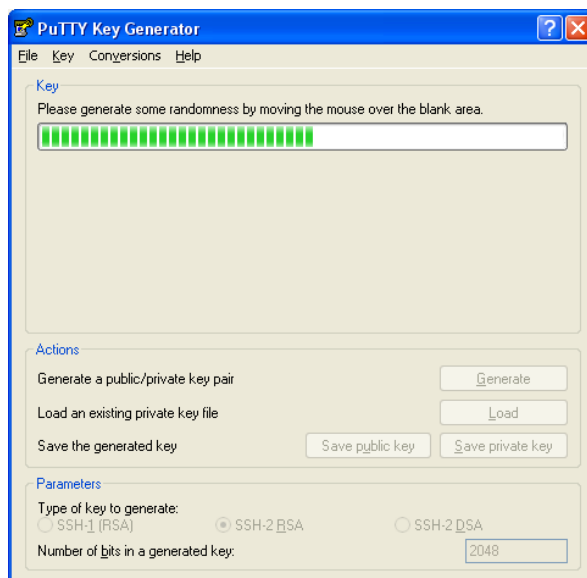 PuTTY Key Generator
File Key Conversions Help
Key
Please generate some randomness by moving the mouse over the blank area.
Actions
Generate a public/private key pair Generate
Load an existing private key file Load
Save the generated key Save public key Save private key
Parameters
Type of key to generate:
SSH-1 (RSA) SSH-2 RSA SSH-2 DSA
Number of bits in a generated key: 2048